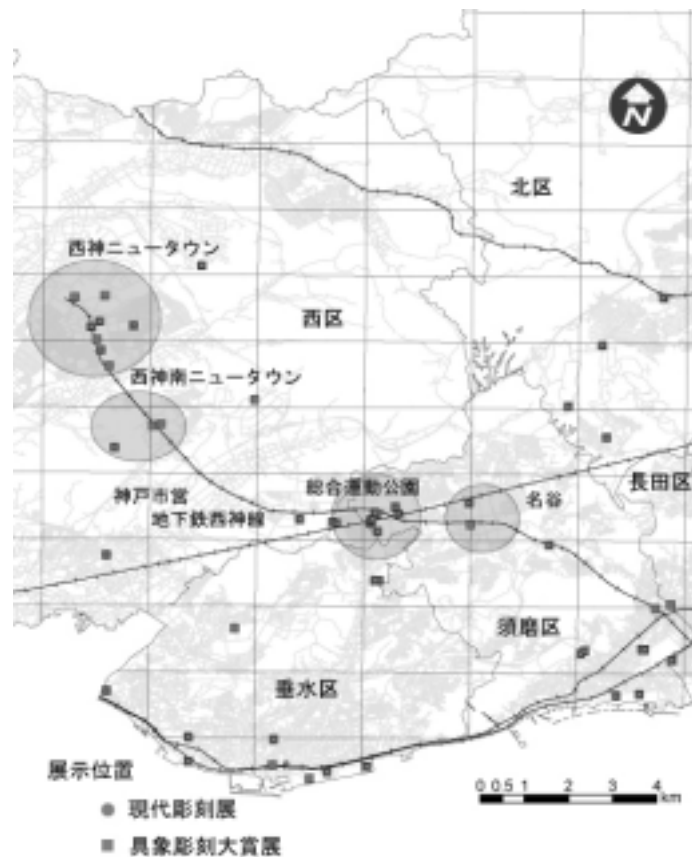 N
北区
西神ニュータウン
西区
西神南ニュータウン
総合運動公園
長田区
神戸市営
地下鉄西神線
名谷
須磨区
垂水区
展示位置
現代彫刻展
具象彫刻大賞展
0 0.5 1 2 3 4
km